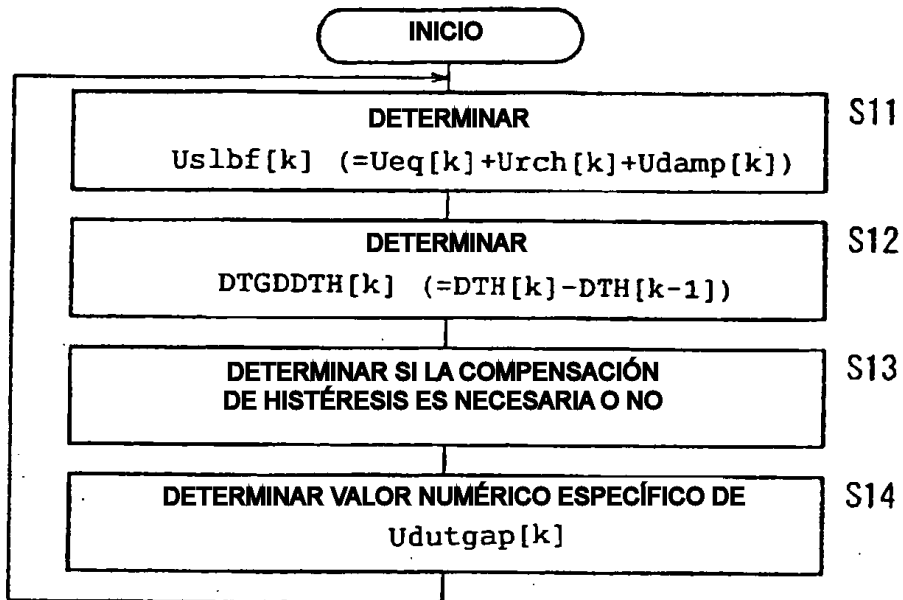 INICIO
DETERMINAR
Uslbf[k] (=Ueq[k]+Urch[k]+Udamp[k])
S11
DETERMINAR
DTGDDTH[k] (=DTH[k]-DTH[k-1])
S12
DETERMINAR SI LA COMPENSACIÓN
DE HISTÉRESIS ES NECESARIA O NO
S13
DETERMINAR VALOR NUMÉRICO ESPECÍFICO DE
Udutgap[k]
S14